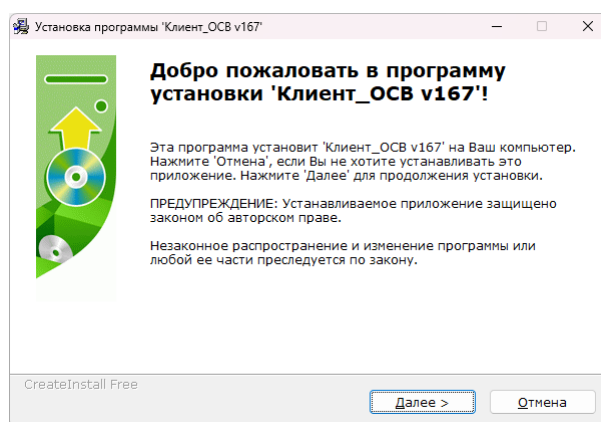 Установка программы 'Клиент_ОСВ v167'
Добро пожаловать в программу
установки 'Клиент_ОСВ v167'!
Эта программа установит 'Клиент_ОСВ v167' на Ваш компьютер.
Нажмите 'Отмена', если Вы не хотите устанавливать это
приложение. Нажмите 'Далее' для продолжения установки.
ПРЕДУПРЕЖДЕНИЕ: Устанавливаемое приложение защищено
законом об авторском праве.
Незаконное распространение и изменение программы или
любой ее части преследуется по закону.
CreateInstall Free
Далее >
Отмена